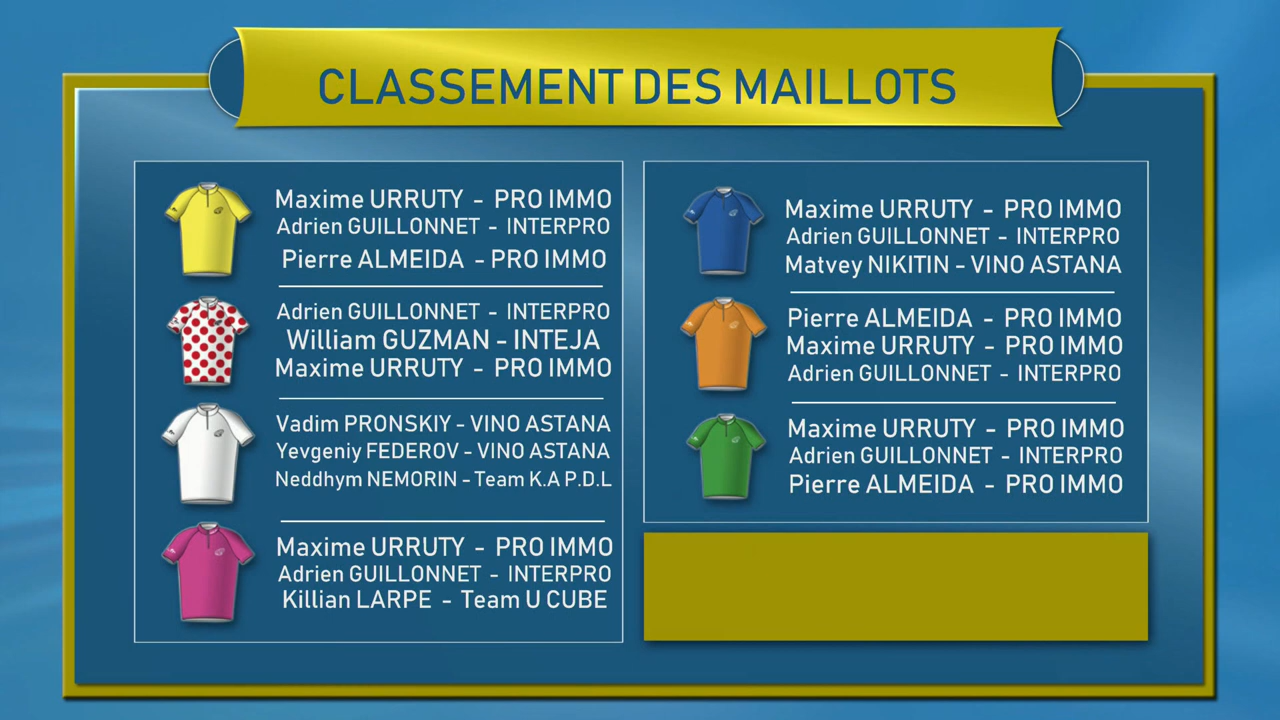 CLASSEMENT DES MAILLOTS
Maxime URRUTY - PRO IMMO
Adrien GUILLONNET - INTERPRO
Pierre ALMEIDA - PRO IMMO
Adrien GUILLONNET - INTERPRO
William GUZMAN - INTEJA
Maxime URRUTY - PRO IMMO
Vadim PRONSKIY - VINO ASTANA
Yevgeniy FEDEROV - VINO ASTANA
Neddhym NEMORIN - Team K.A P.D.L
Maxime URRUTY - PRO IMMO
Adrien GUILLONNET - INTERPRO
Killian LARPE - Team U CUBE
Maxime URRUTY - PRO IMMO
Adrien GUILLONNET - INTERPRO
Matvey NIKITIN - VINO ASTANA
Pierre ALMEIDA - PRO IMMO
Maxime URRUTY - PRO IMMO
Adrien GUILLONNET - INTERPRO
Maxime URRUTY - PRO IMMO
Adrien GUILLONNET - INTERPRO
Pierre ALMEIDA - PRO IMMO